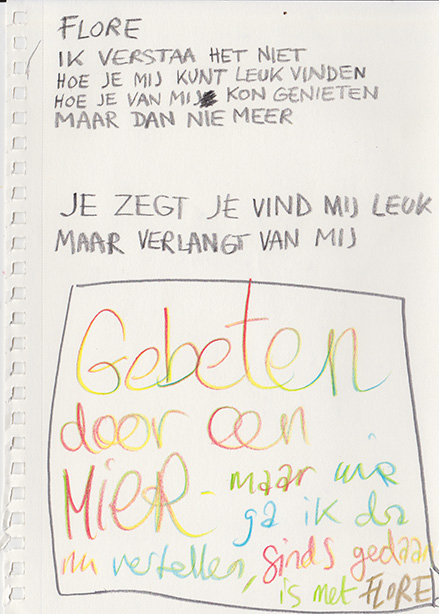 FLORE
IK VERSTAA HET NIET
HOE JE MIJ KUNT LEUK VINDEN
HOE JE VAN MIJ KON GENIETEN
MAAR DAN NIE MEER
JE ZEGT JE VIND MIJ LEUK
MAAR VERLANGT VAN MIJ
Gebeten
door een
MIER - maar wie
ga ik da
nu vertellen, sinds gedaan
is met FLORE